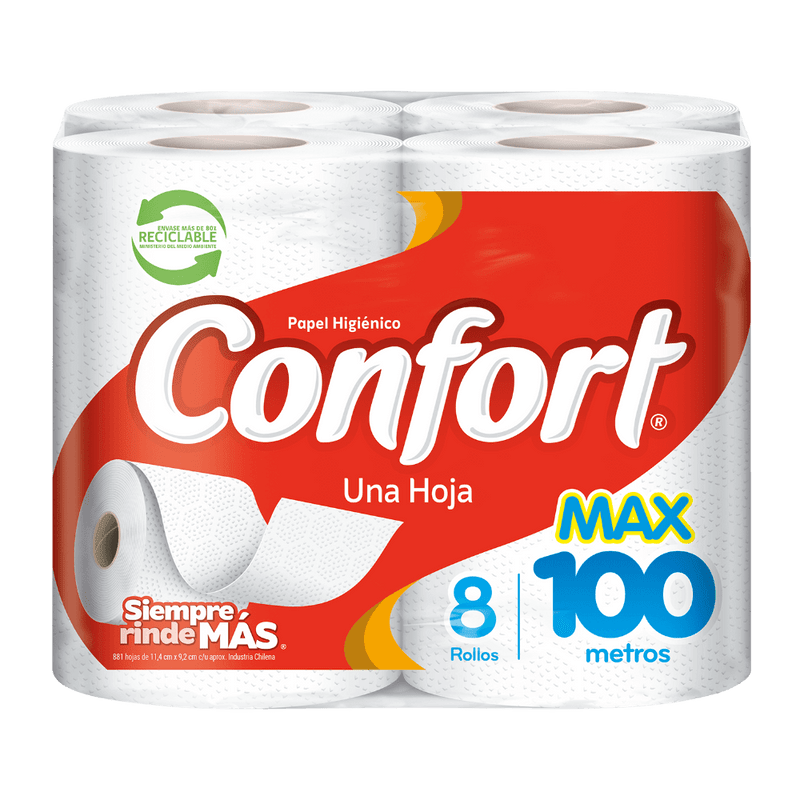 ENVASE MÁS DE 80%
RECICLABLE
MINISTERIO DEL MEDIO AMBIENTE
Papel Higiénico
Confort®
Una Hoja
MAX
8
Rollos
100
metros
Siempre
rinde MÁS®
881 hojas de 11,4 cm x 9,2 cm c/u aprox. Industria Chilena